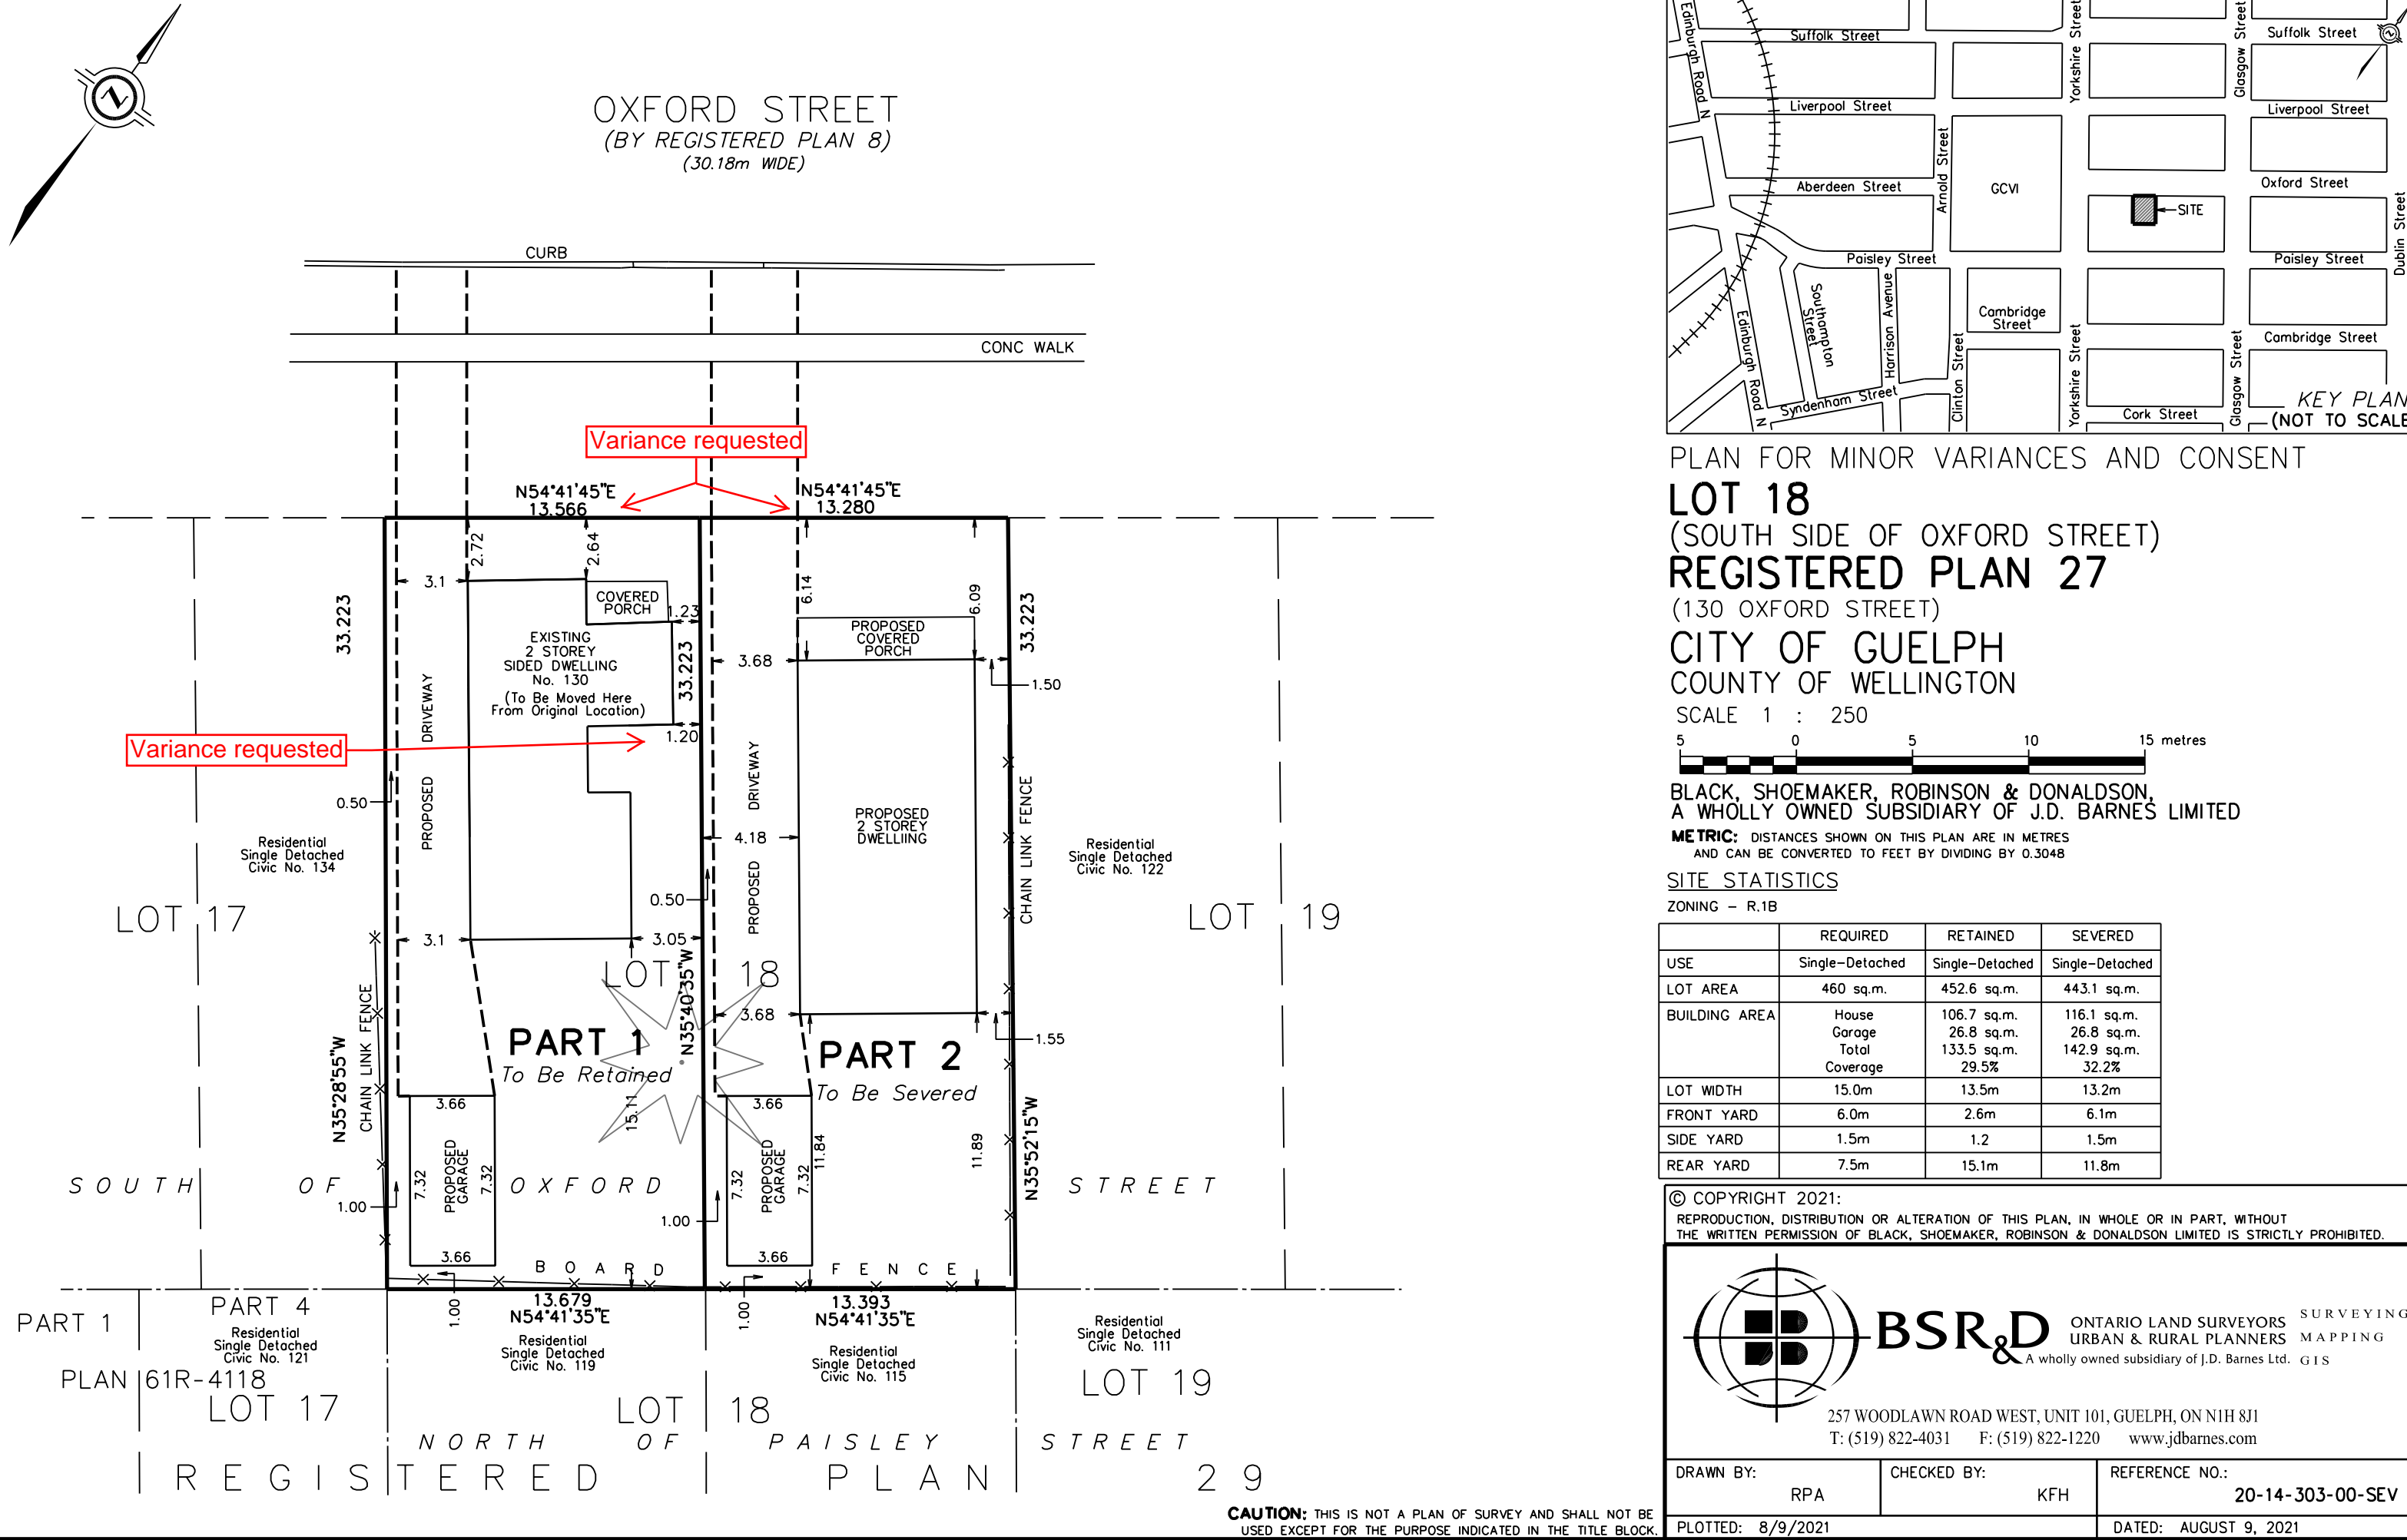 OXFORD STREET
(BY REGISTERED PLAN 8)
(30.18m WIDE)
CURB
CONC WALK
Variance requested
N54°41'45"E
13.566
N54°41'45"E
13.280
2.72
2.64
3.1
COVERED
PORCH
1.23
33.223
EXISTING
2 STOREY
SIDED DWELLING
No. 130
(To Be Moved Here
From Original Location)
33.223
1.20
Variance requested
PROPOSED DRIVEWAY
0.50
6.14
6.09
PROPOSED
COVERED
PORCH
3.68
33.223
1.50
PROPOSED DRIVEWAY
4.18
PROPOSED
2 STOREY
DWELLIING
CHAIN LINK FENCE
Residential
Single Detached
Civic No. 134
Residential
Single Detached
Civic No. 122
0.50
LOT 17
LOT 19
3.1
3.05
LOT 18
N35°40'35"W
3.68
1.55
CHAIN LINK FENCE
N35°28'55"W
PART 1
To Be Retained
PART 2
To Be Severed
3.66
15.11
3.66
7.32
PROPOSED
GARAGE
7.32
7.32
PROPOSED
GARAGE
7.32
11.84
11.89
N35°52'15"W
SOUTH OF OXFORD STREET
1.00
1.00
3.66
3.66
BOARD FENCE
1.00
13.679
N54°41'35"E
1.00
13.393
N54°41'35"E
PART 1
PART 4
Residential
Single Detached
Civic No. 121
Residential
Single Detached
Civic No. 119
Residential
Single Detached
Civic No. 115
Residential
Single Detached
Civic No. 111
PLAN 61R-4118
LOT 17
LOT 18
LOT 19
NORTH OF PAISLEY STREET
REGISTERED PLAN 29
CAUTION: THIS IS NOT A PLAN OF SURVEY AND SHALL NOT BE
USED EXCEPT FOR THE PURPOSE INDICATED IN THE TITLE BLOCK.
Edinburgh Road N
Suffolk Street
Yorkshire Street
Glasgow Street
Suffolk Street
Liverpool Street
Liverpool Street
Arnold Street
Aberdeen Street
GCVI
Oxford Street
SITE
Dublin Street
Paisley Street
Paisley Street
Southampton
Street
Harrison Avenue
Cambridge
Street
Edinburgh Road N
Clinton Street
Yorkshire Street
Glasgow Street
Cambridge Street
Syndenham Street
Cork Street
KEY PLAN
(NOT TO SCALE
PLAN FOR MINOR VARIANCES AND CONSENT
LOT 18
(SOUTH SIDE OF OXFORD STREET)
REGISTERED PLAN 27
(130 OXFORD STREET)
CITY OF GUELPH
COUNTY OF WELLINGTON
SCALE 1 : 250
5 0 5 10 15 metres
BLACK, SHOEMAKER, ROBINSON & DONALDSON,
A WHOLLY OWNED SUBSIDIARY OF J.D. BARNES LIMITED
METRIC: DISTANCES SHOWN ON THIS PLAN ARE IN METRES
AND CAN BE CONVERTED TO FEET BY DIVIDING BY 0.3048
SITE STATISTICS
ZONING – R.1B
REQUIRED RETAINED SEVERED
USE Single-Detached Single-Detached Single-Detached
LOT AREA 460 sq.m. 452.6 sq.m. 443.1 sq.m.
BUILDING AREA House 106.7 sq.m. 116.1 sq.m.
Garage 26.8 sq.m. 26.8 sq.m.
Total 133.5 sq.m. 142.9 sq.m.
Coverage 29.5% 32.2%
LOT WIDTH 15.0m 13.5m 13.2m
FRONT YARD 6.0m 2.6m 6.1m
SIDE YARD 1.5m 1.2 1.5m
REAR YARD 7.5m 15.1m 11.8m
© COPYRIGHT 2021:
REPRODUCTION, DISTRIBUTION OR ALTERATION OF THIS PLAN, IN WHOLE OR IN PART, WITHOUT
THE WRITTEN PERMISSION OF BLACK, SHOEMAKER, ROBINSON & DONALDSON LIMITED IS STRICTLY PROHIBITED.
BSR&D
ONTARIO LAND SURVEYORS
URBAN & RURAL PLANNERS
A wholly owned subsidiary of J.D. Barnes Ltd.
SURVEYING
MAPPING
GIS
257 WOODLAWN ROAD WEST, UNIT 101, GUELPH, ON N1H 8J1
T: (519) 822-4031 F: (519) 822-1220 www.jdbarnes.com
DRAWN BY: RPA
CHECKED BY: KFH
REFERENCE NO.: 20-14-303-00-SEV
PLOTTED: 8/9/2021
DATED: AUGUST 9, 2021